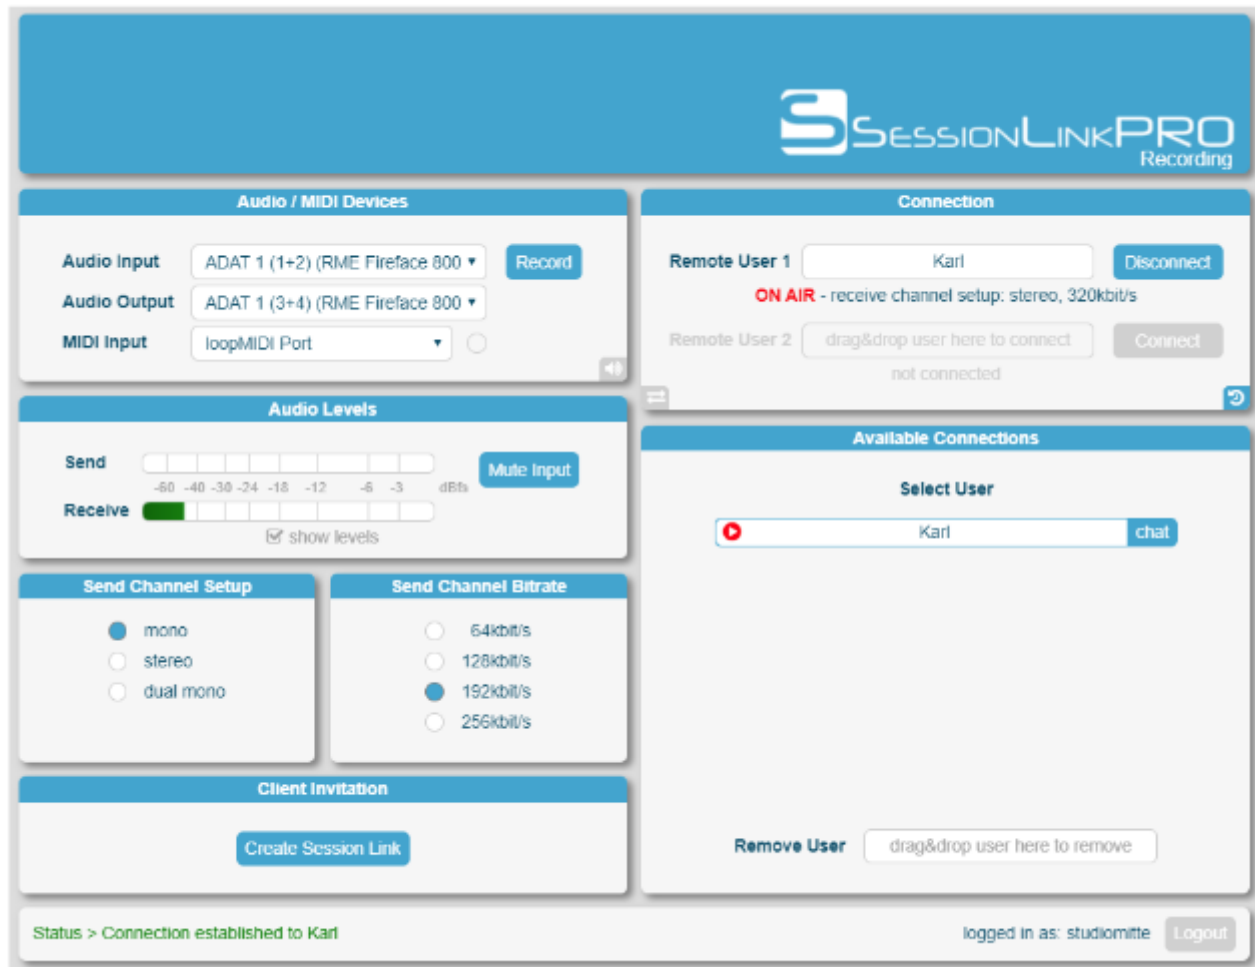 SESSIONLINKPRO
Recording
Audio / MIDI Devices
Audio Input ADAT 1 (1+2) (RME Fireface 800 Record
Audio Output ADAT 1 (3+4) (RME Fireface 800
MIDI Input loopMIDI Port
Connection
Remote User 1 Karl Disconnect
ON AIR - receive channel setup: stereo, 320kbit/s
Remote User 2 drag&drop user here to connect Connect
not connected
Audio Levels
Send Mute Input
-60 -40 -30 -24 -18 -12 -6 -3 dBfs
Receive
show levels
Available Connections
Select User
Karl chat
Remove User drag&drop user here to remove
Send Channel Setup
mono
stereo
dual mono
Send Channel Bitrate
64kbit/s
128kbit/s
192kbit/s
256kbit/s
Client Invitation
Create Session Link
Status > Connection established to Karl logged in as: studiomitte Logout